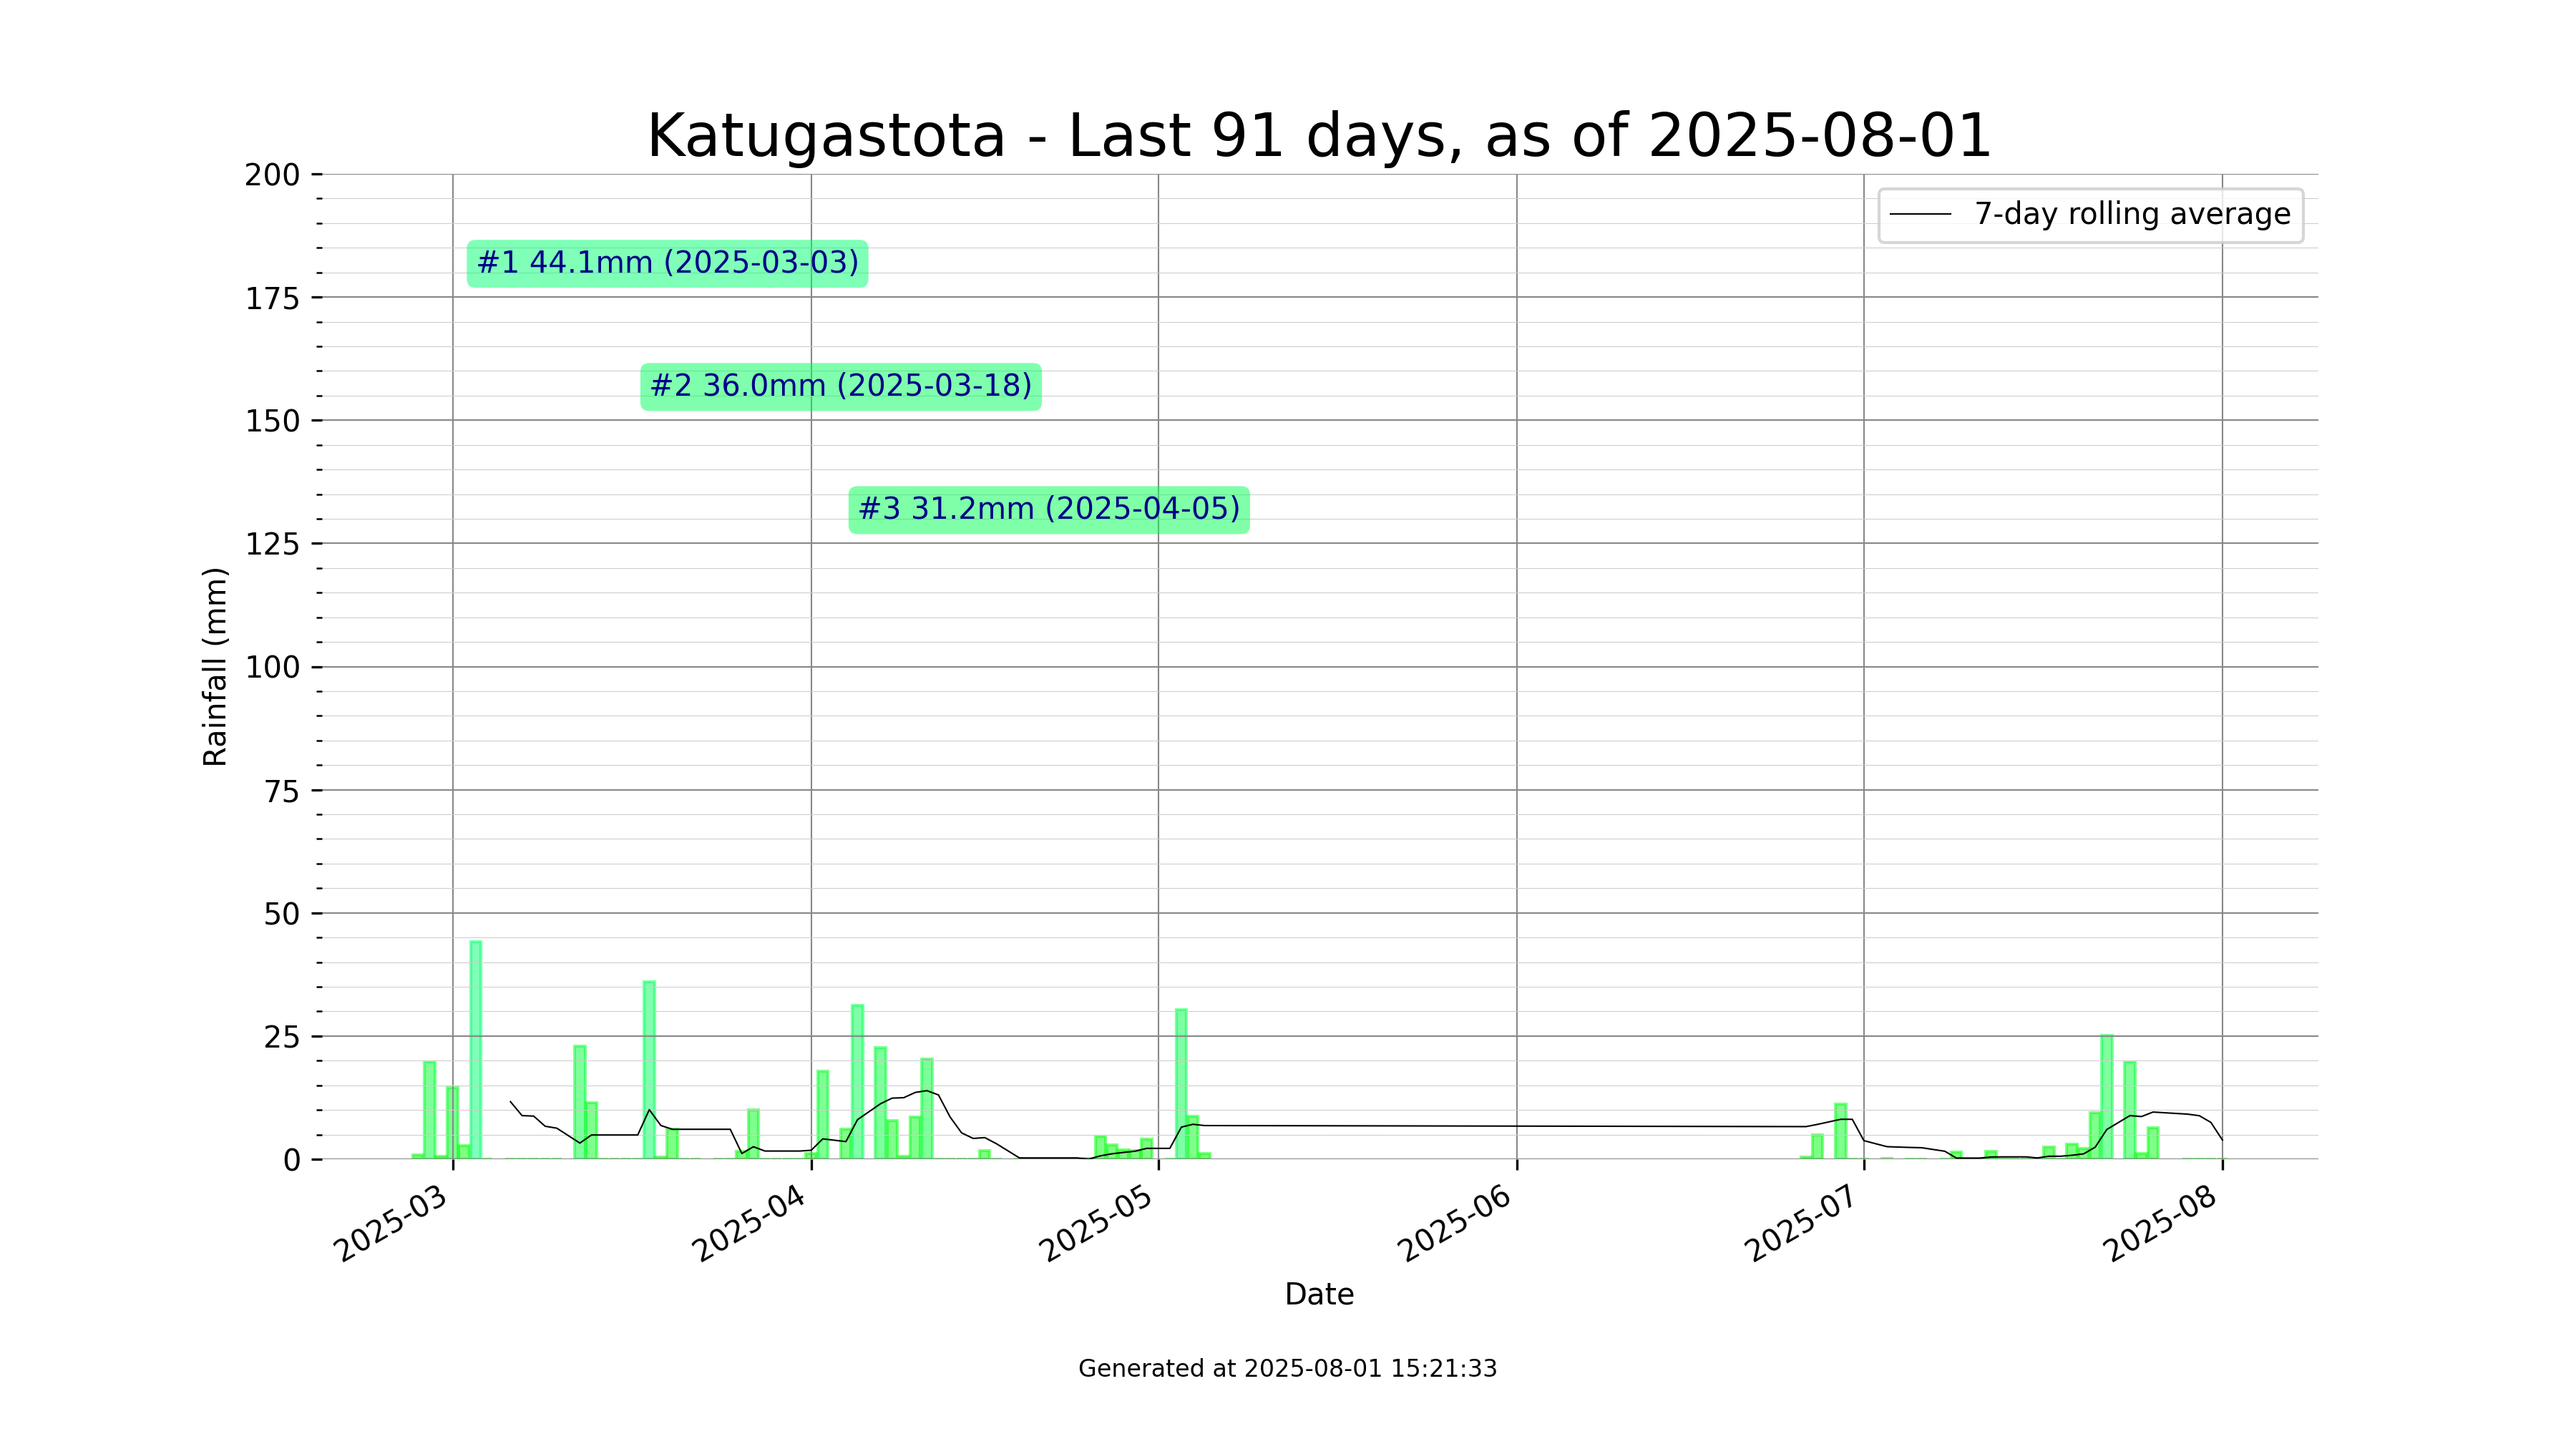 Katugastota - Last 91 days, as of 2025-08-01
200
175
150
125
100
75
50
25
0
Rainfall (mm)
7-day rolling average
#1 44.1mm (2025-03-03)
#2 36.0mm (2025-03-18)
#3 31.2mm (2025-04-05)
2025-03
2025-04
2025-05
2025-06
2025-07
2025-08
Date
Generated at 2025-08-01 15:21:33